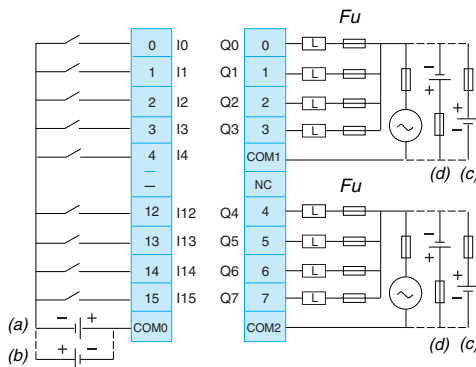 Fu
0 I0 Q0 0 L
1 I1 Q1 1 L
2 I2 Q2 2 L
3 I3 Q3 3 L
4 I4 COM1
(d) (c)
— NC
— Fu
12 I12 Q4 4 L
13 I13 Q5 5 L
14 I14 Q6 6 L
15 I15 Q7 7 L
(a) − + COM0 COM2
(d) (c)
(b) + −